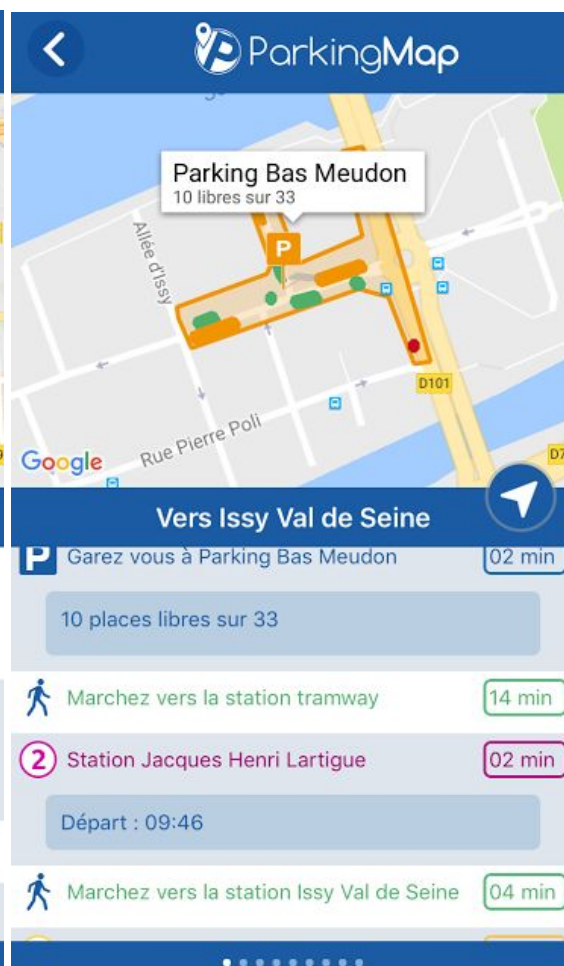 ParkingMap
Parking Bas Meudon
10 libres sur 33
P
Allée d'Issy
D101
Rue Pierre Poli
Google
D7
Vers Issy Val de Seine
P Garez vous à Parking Bas Meudon 02 min
10 places libres sur 33
Marchez vers la station tramway 14 min
2 Station Jacques Henri Lartigue 02 min
Départ : 09:46
Marchez vers la station Issy Val de Seine 04 min